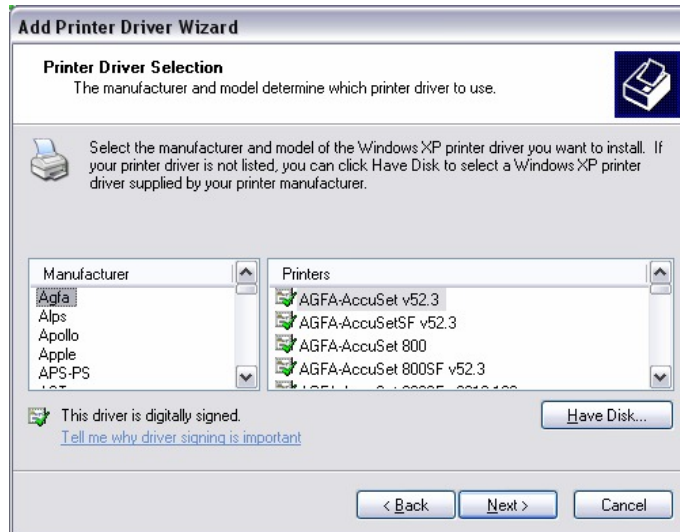 Add Printer Driver Wizard
Printer Driver Selection
The manufacturer and model determine which printer driver to use.
Select the manufacturer and model of the Windows XP printer driver you want to install. If
your printer driver is not listed, you can click Have Disk to select a Windows XP printer
driver supplied by your printer manufacturer.
Manufacturer
Agfa
Alps
Apollo
Apple
APS-PS
Printers
AGFA-AccuSet v52.3
AGFA-AccuSetSF v52.3
AGFA-AccuSet 800
AGFA-AccuSet 800SF v52.3
This driver is digitally signed.
Have Disk...
Tell me why driver signing is important
< Back
Next >
Cancel